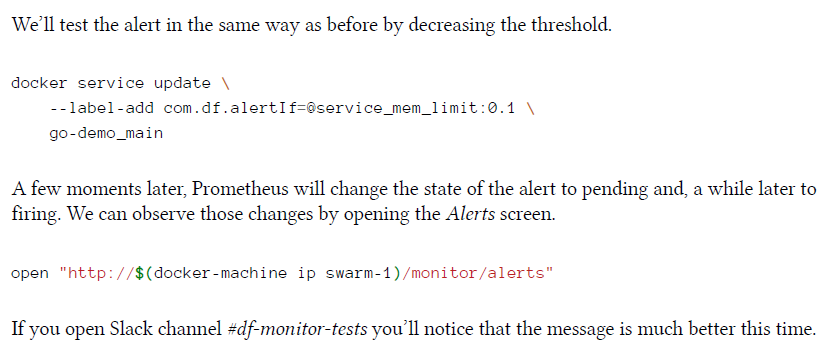 We'll test the alert in the same way as before by decreasing the threshold.
docker service update \
--label-add com.df.alertIf=@service_mem_limit:0.1 \
go-demo_main
A few moments later, Prometheus will change the state of the alert to pending and, a while later to
firing. We can observe those changes by opening the Alerts screen.
open "http://$(docker-machine ip swarm-1)/monitor/alerts"
If you open Slack channel #df-monitor-tests you'll notice that the message is much better this time.